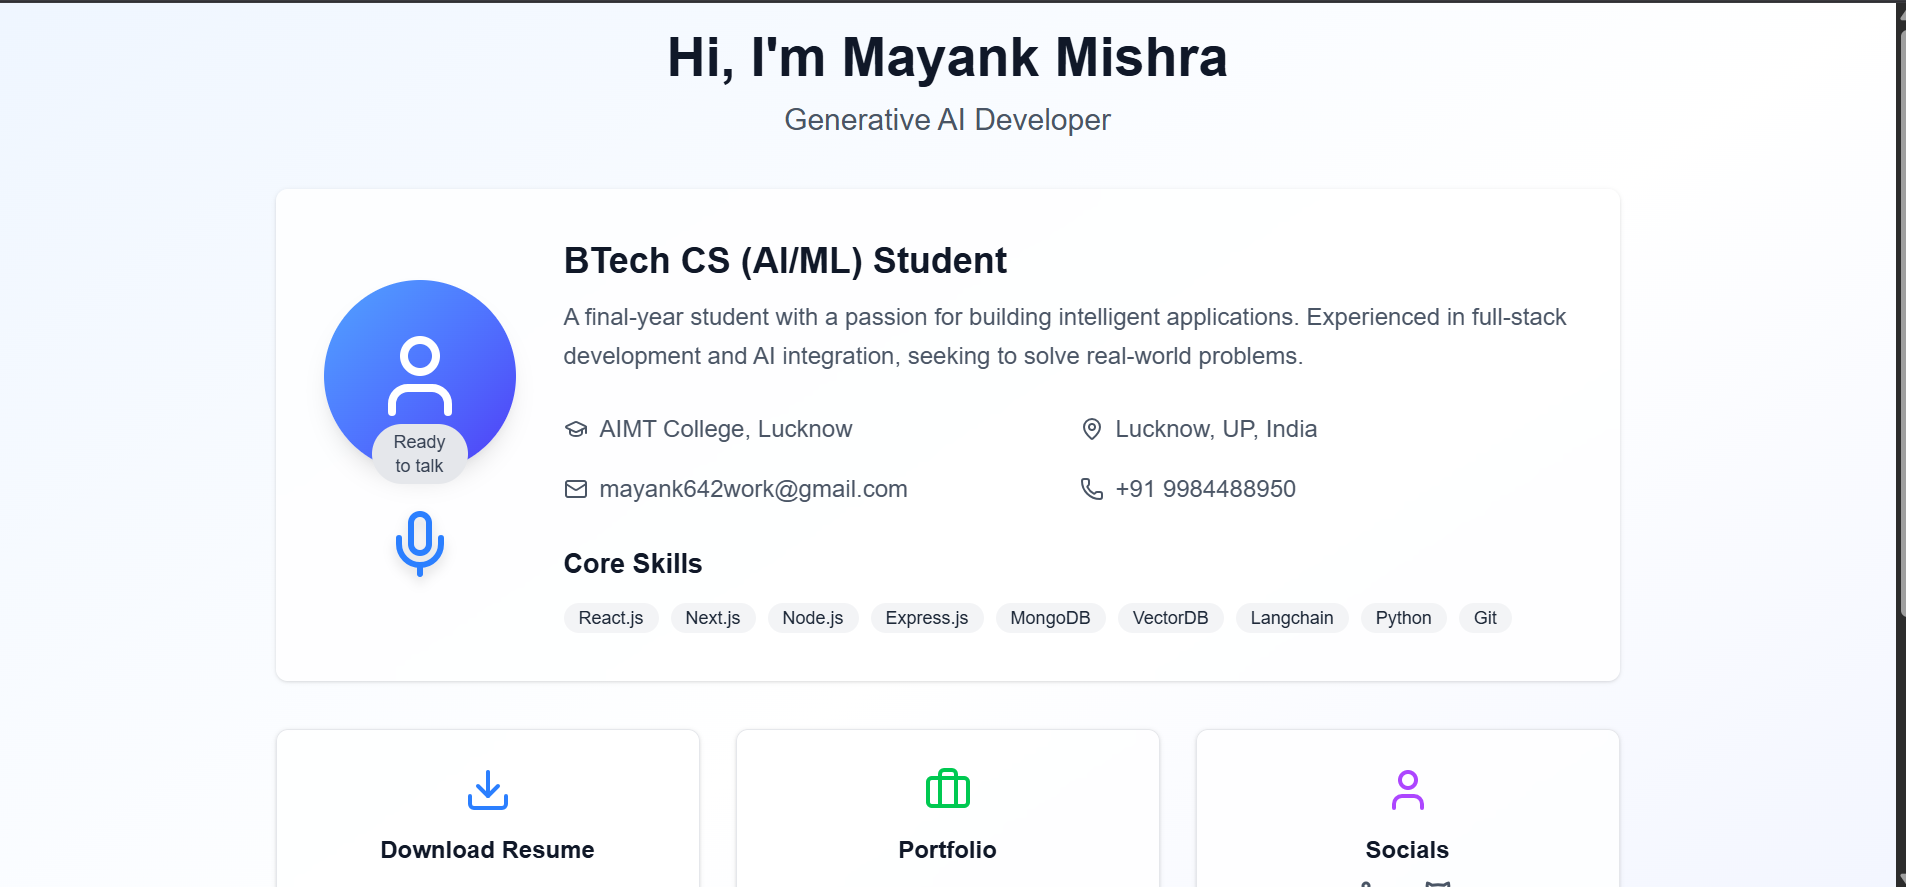 Hi, I'm Mayank Mishra
Generative AI Developer
BTech CS (AI/ML) Student
A final-year student with a passion for building intelligent applications. Experienced in full-stack
development and AI integration, seeking to solve real-world problems.
Ready
to talk
AIMT College, Lucknow
Lucknow, UP, India
mayank642work@gmail.com
+91 9984488950
Core Skills
React.js Next.js Node.js Express.js MongoDB VectorDB Langchain Python Git
Download Resume
Portfolio
Socials